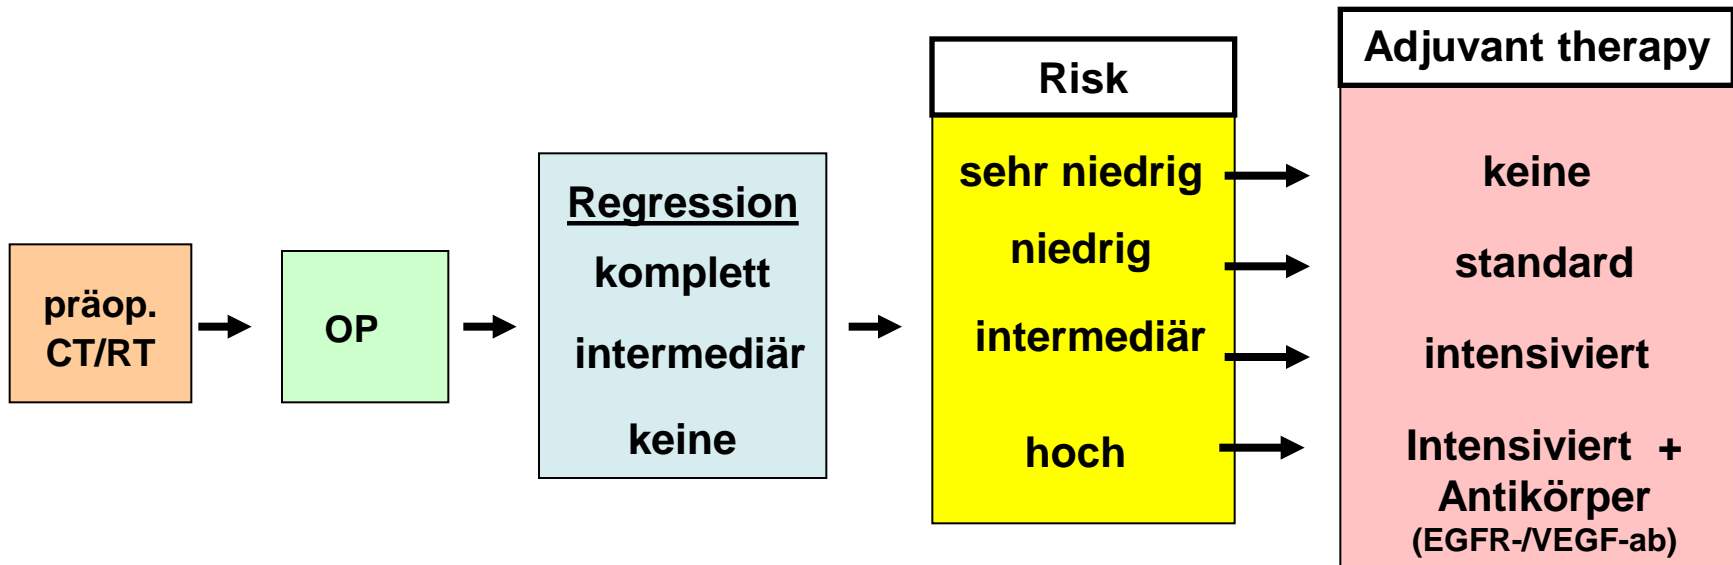 präop.
CT/RT
OP
Regression
komplett
intermediär
keine
Risk
sehr niedrig
niedrig
intermediär
hoch
Adjuvant therapy
keine
standard
intensiviert
Intensiviert +
Antikörper
(EGFR-/VEGF-ab)